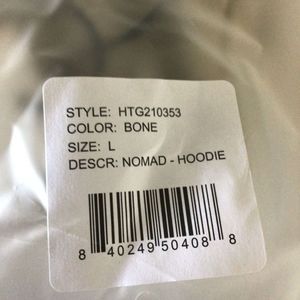 STYLE: HTG210353
COLOR: BONE
SIZE: L
DESCR: NOMAD - HOODIE
8 40249 50408 8